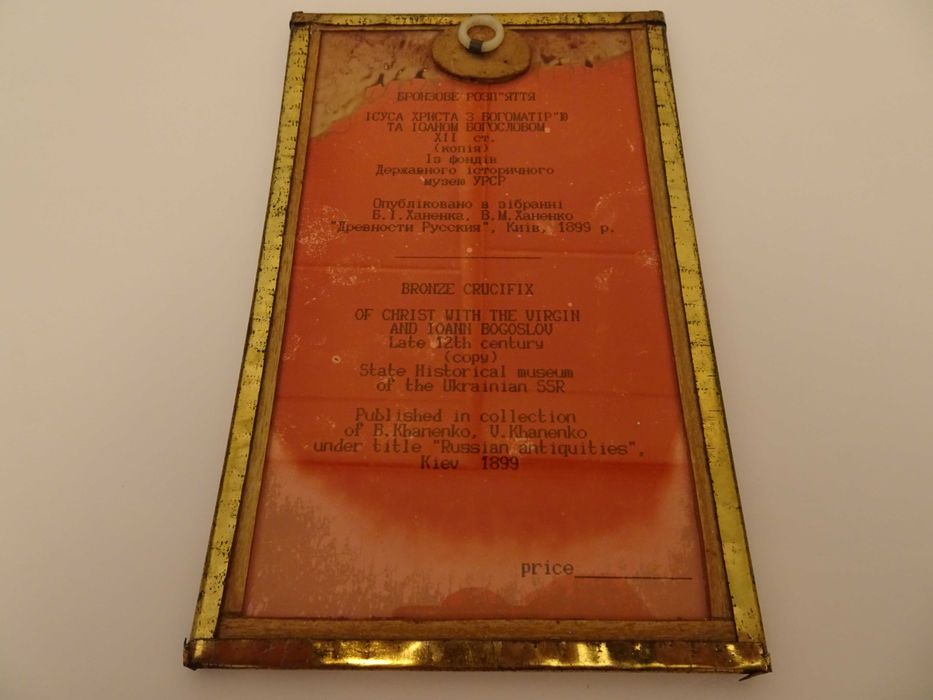 БРОНЗОВЕ РОЗП"ЯТТЯ
ІСУСА ХРИСТА З БОГОМАТІР"Ю
ТА ІОАНОМ БОГОСЛОВОМ
XII ст.
(копія)
Із фондів
Державного історичного
музею УРСР
Опубліковано в зібранні
Б.І.Ханенка, В.М.Ханенко
"Древности Русския", Київ, 1899 р.
BRONZE CRUCIFIX
OF CHRIST WITH THE VIRGIN
AND IOANN BOGOSLOV
Late 12th century
(copy)
State Historical museum
of the Ukrainian SSR
Published in collection
of B.Khanenko, V.Khanenko
under title "Russian antiquities",
Kiev 1899
price__________